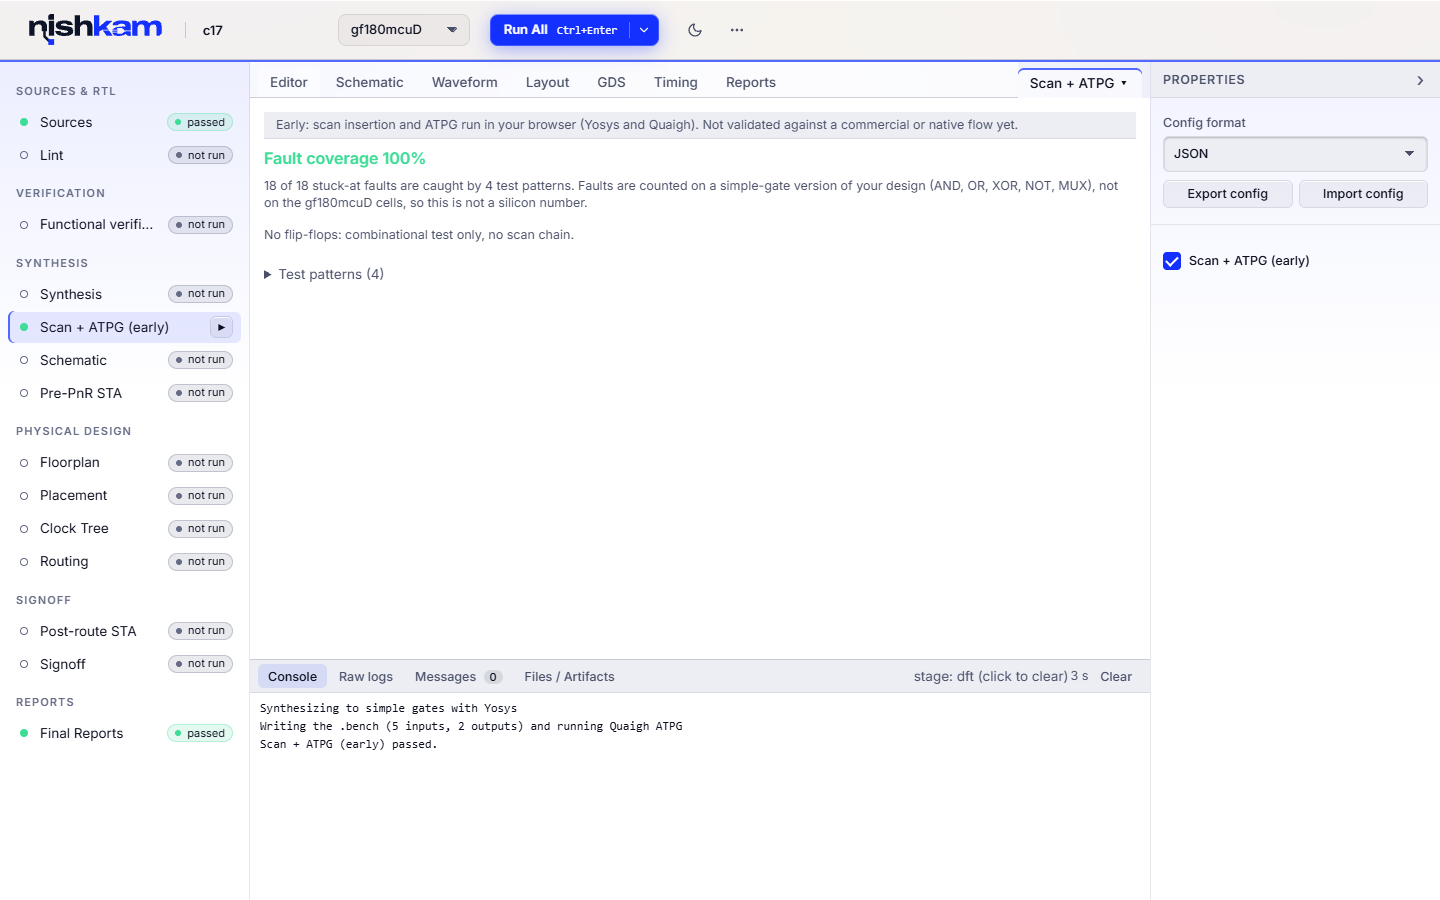 nishkam
c17
gf180mcuD
Run All Ctrl+Enter
SOURCES & RTL
Sources passed
Lint not run
VERIFICATION
Functional verifi... not run
SYNTHESIS
Synthesis not run
Scan + ATPG (early)
Schematic not run
Pre-PnR STA not run
PHYSICAL DESIGN
Floorplan not run
Placement not run
Clock Tree not run
Routing not run
SIGNOFF
Post-route STA not run
Signoff not run
REPORTS
Final Reports passed
Editor Schematic Waveform Layout GDS Timing Reports Scan + ATPG
Early: scan insertion and ATPG run in your browser (Yosys and Quaigh). Not validated against a commercial or native flow yet.
Fault coverage 100%
18 of 18 stuck-at faults are caught by 4 test patterns. Faults are counted on a simple-gate version of your design (AND, OR, XOR, NOT, MUX), not
on the gf180mcuD cells, so this is not a silicon number.
No flip-flops: combinational test only, no scan chain.
Test patterns (4)
Console Raw logs Messages 0 Files / Artifacts stage: dft (click to clear) 3 s Clear
Synthesizing to simple gates with Yosys
Writing the .bench (5 inputs, 2 outputs) and running Quaigh ATPG
Scan + ATPG (early) passed.
PROPERTIES
Config format
JSON
Export config Import config
Scan + ATPG (early)